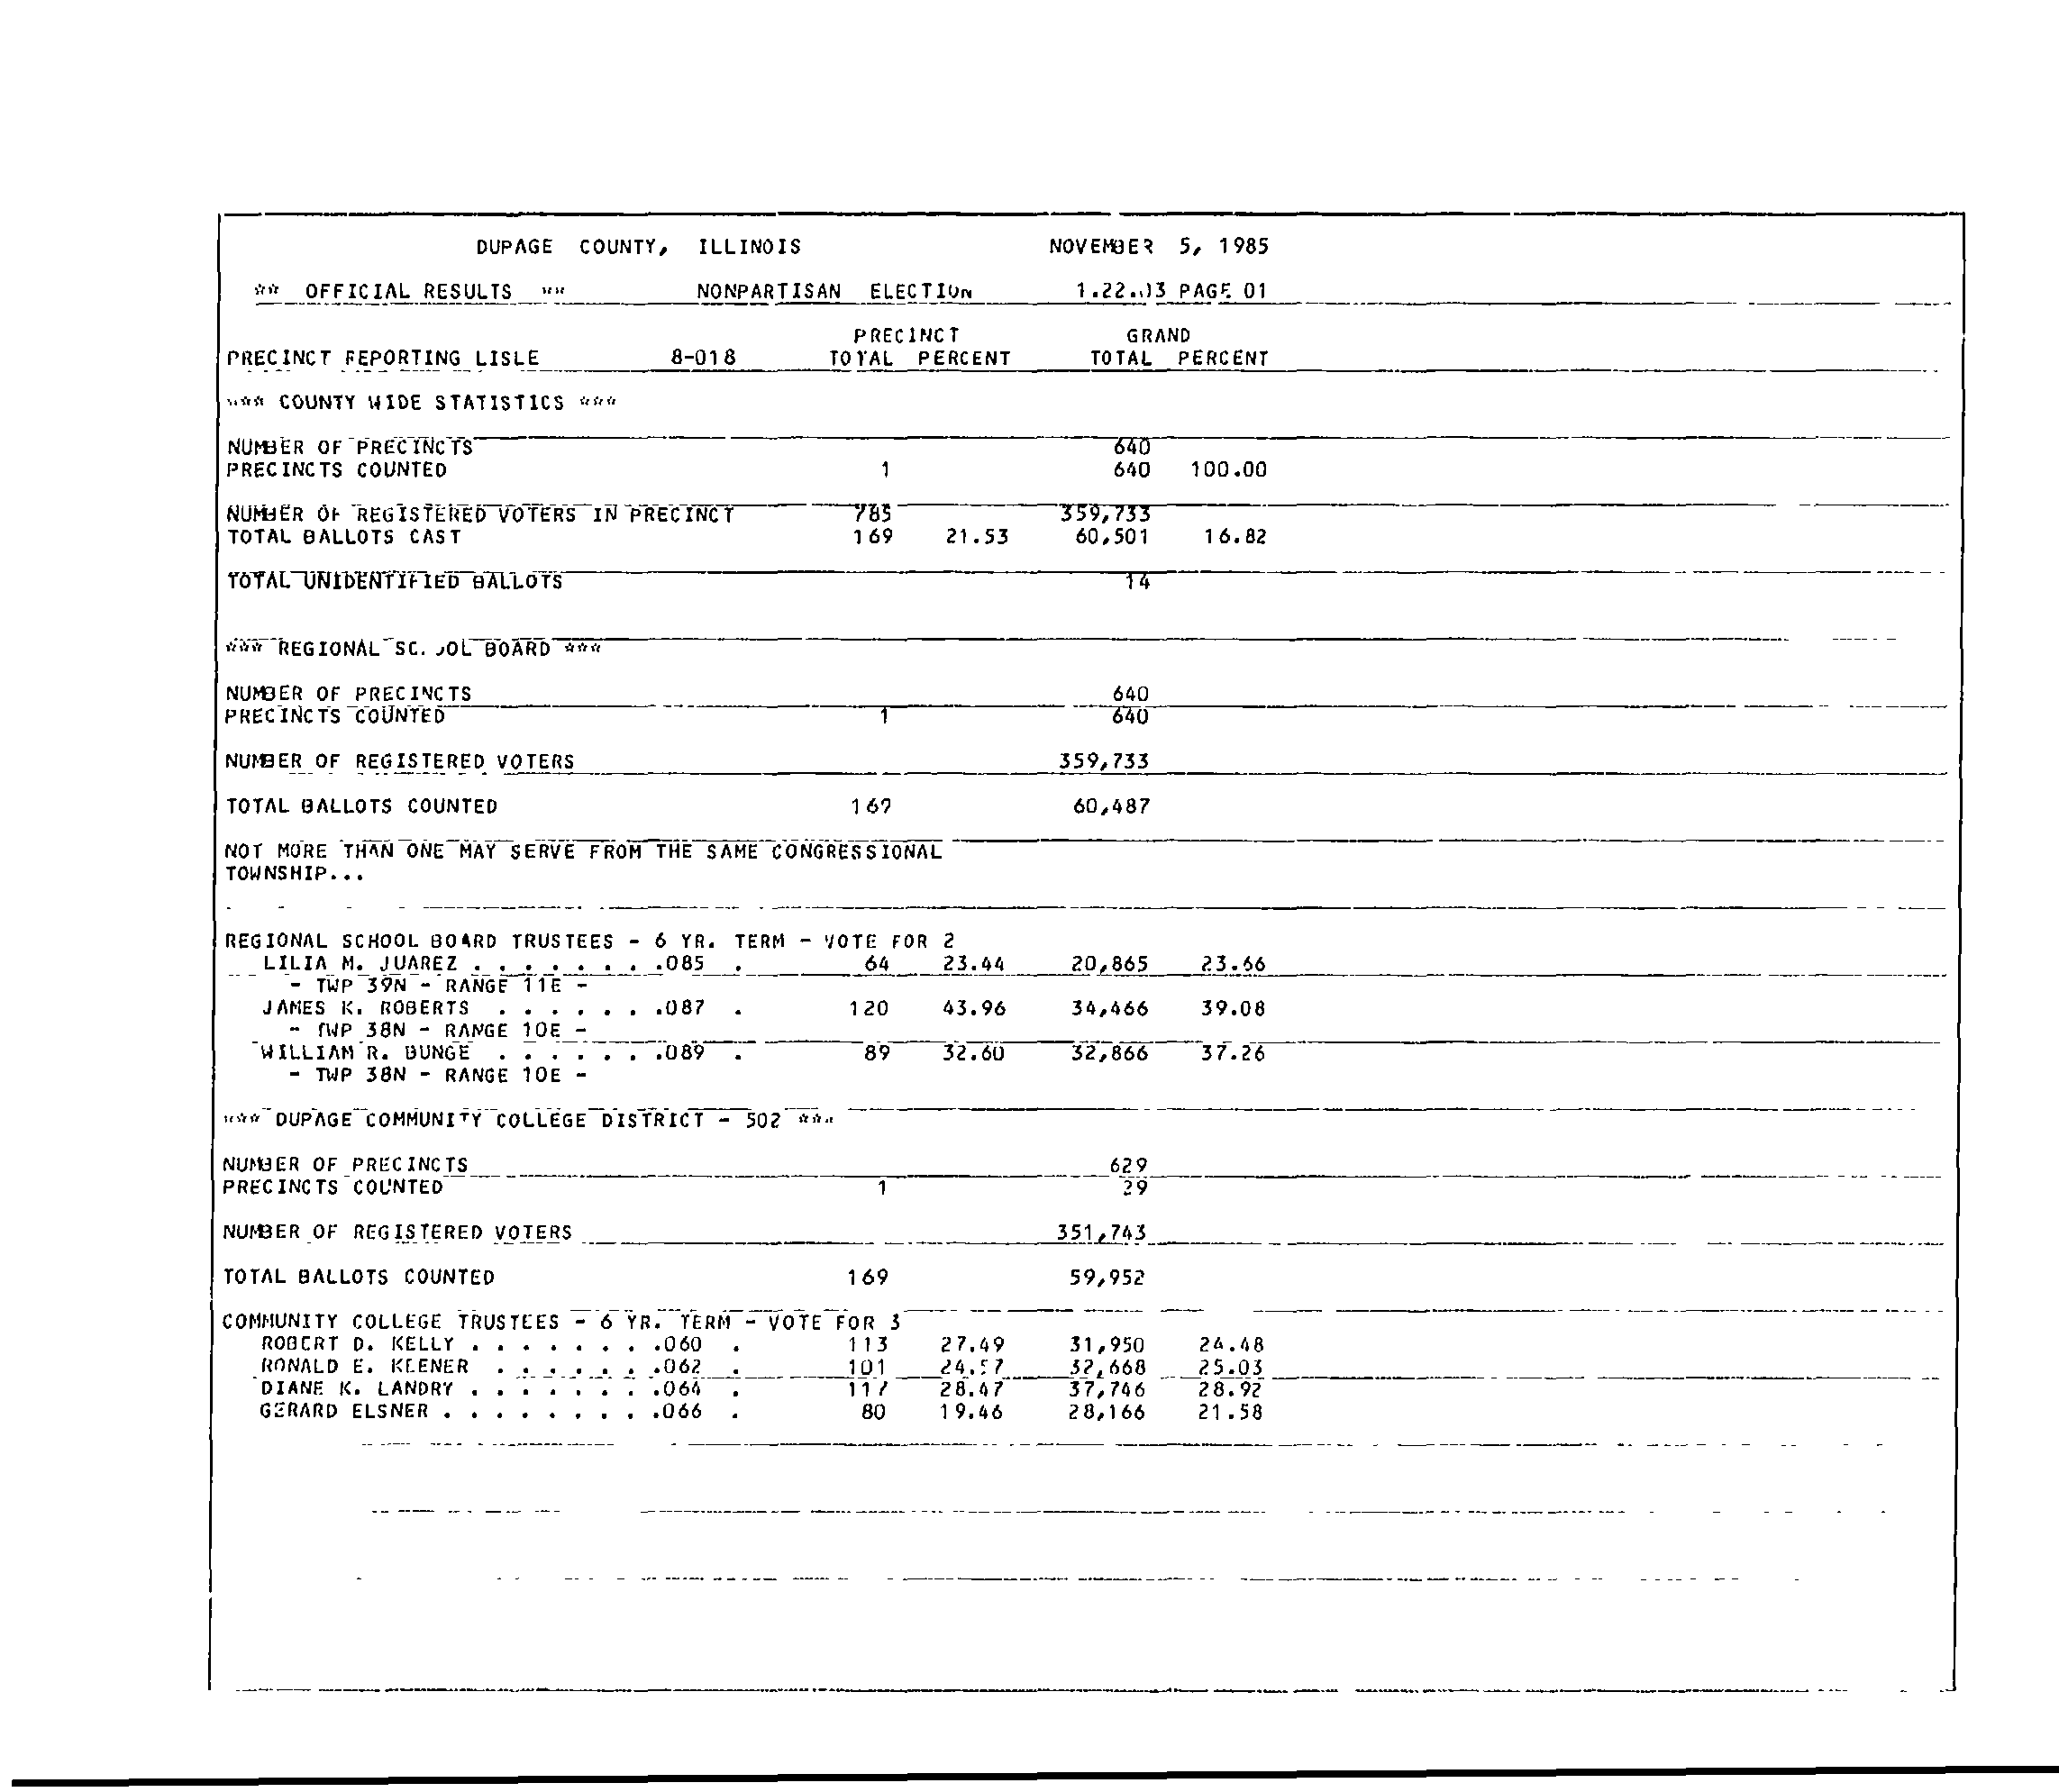 DUPAGE COUNTY, ILLINOIS NOVEMBER 5, 1985
** OFFICIAL RESULTS ** NONPARTISAN ELECTION PAGE 01
PRECINCT GRAND
PRECINCT REPORTING LISLE 8-018 TOTAL PERCENT TOTAL PERCENT
*** COUNTY WIDE STATISTICS ***
NUMBER OF PRECINCTS 640
PRECINCTS COUNTED 1 640 100.00
NUMBER OF REGISTERED VOTERS IN PRECINCT 785 359,733
TOTAL BALLOTS CAST 169 21.53 60,501 16.82
TOTAL UNIDENTIFIED BALLOTS 14
*** REGIONAL BOARD ***
NUMBER OF PRECINCTS 640
PRECINCTS COUNTED 1 640
NUMBER OF REGISTERED VOTERS 359,733
TOTAL BALLOTS COUNTED 169 60,487
NOT MORE THAN ONE MAY SERVE FROM THE SAME CONGRESSIONAL
TOWNSHIP...
REGIONAL SCHOOL BOARD TRUSTEES - 6 YR. TERM - VOTE FOR 2
LILIA M. JUAREZ . . . . . . . .085 . 64 23.44 20,865 23.66
- TWP 39N - RANGE 11E -
JAMES K. ROBERTS . . . . . . .087 . 120 43.96 34,466 39.08
- TWP 38N - RANGE 10E -
WILLIAM R. BUNGE . . . . . . .089 . 89 32.60 32,866 37.26
- TWP 38N - RANGE 10E -
*** DUPAGE COMMUNITY COLLEGE DISTRICT - 502 ***
NUMBER OF PRECINCTS 629
PRECINCTS COUNTED 1 29
NUMBER OF REGISTERED VOTERS 351,743
TOTAL BALLOTS COUNTED 169 59,952
COMMUNITY COLLEGE TRUSTEES - 6 YR. TERM - VOTE FOR 3
ROBERT D. KELLY . . . . . . . .060 . 113 27.49 31,950 24.48
RONALD E. KEENER . . . . . . .062 . 101 24.57 32,668 25.03
DIANE K. LANDRY . . . . . . . .064 . 117 28.47 37,746 28.92
GERARD ELSNER . . . . . . . . .066 . 80 19.46 28,166 21.58